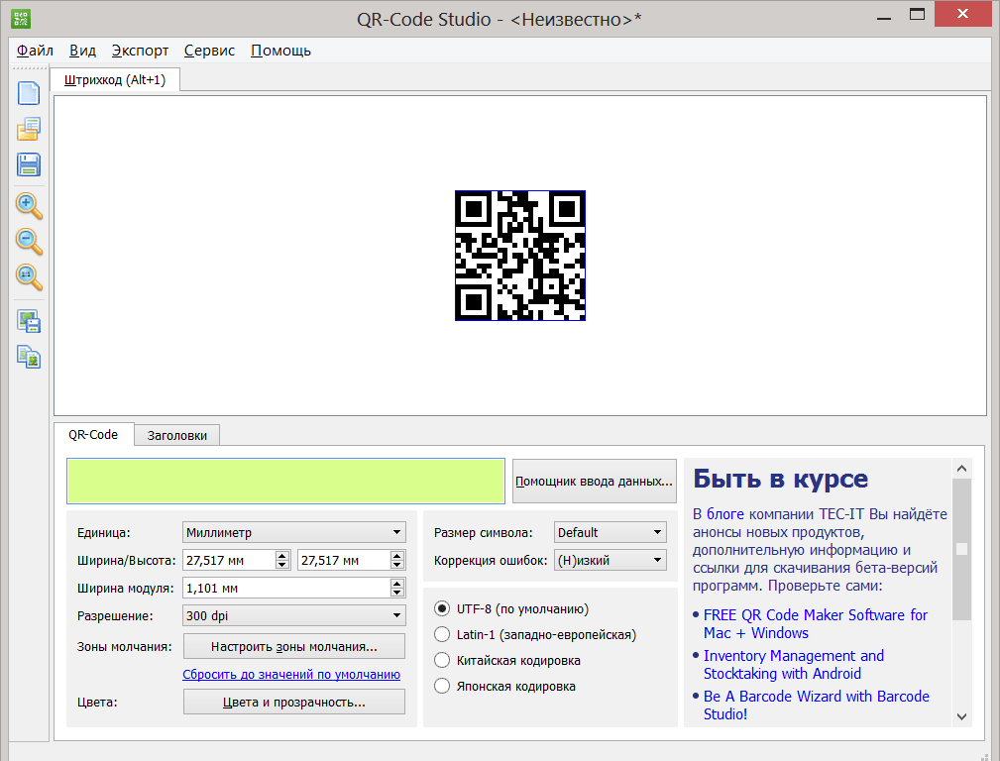 QR-Code Studio - <Неизвестно>*
Файл Вид Экспорт Сервис Помощь
Штрихкод (Alt+1)
1:1
QR-Code Заголовки
Помощник ввода данных...
Единица: Миллиметр
Ширина/Высота: 27,517 мм 27,517 мм
Ширина модуля: 1,101 мм
Разрешение: 300 dpi
Зоны молчания: Настроить зоны молчания...
Сбросить до значений по умолчанию
Цвета: Цвета и прозрачность...
Размер символа: Default
Коррекция ошибок: (Н)изкий
UTF-8 (по умолчанию)
Latin-1 (западно-европейская)
Китайская кодировка
Японская кодировка
Быть в курсе
В блоге компании TEC-IT Вы найдёте
анонсы новых продуктов,
дополнительную информацию и
ссылки для скачивания бета-версий
программ. Проверьте сами:
• FREE QR Code Maker Software for
Mac + Windows
• Inventory Management and
Stocktaking with Android
• Be A Barcode Wizard with Barcode
Studio!